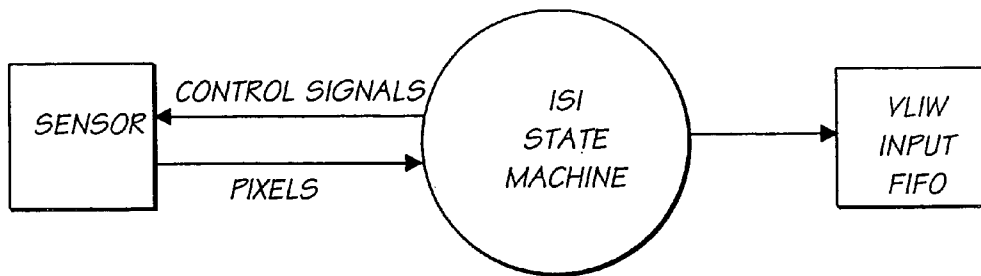 SENSOR
CONTROL SIGNALS
PIXELS
ISI
STATE
MACHINE
VLIW
INPUT
FIFO